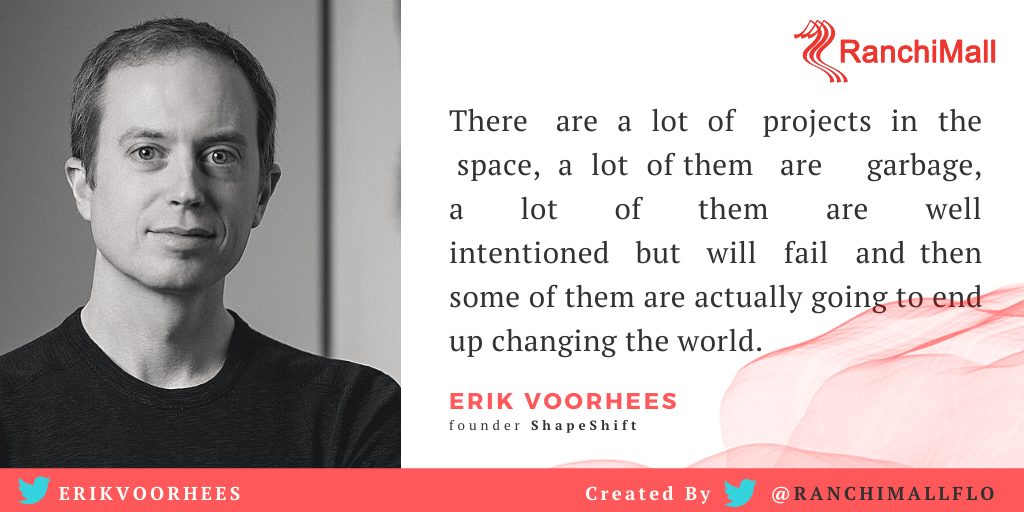 RanchiMall
There are a lot of projects in the
space, a lot of them are garbage,
a lot of them are well
intentioned but will fail and then
some of them are actually going to end
up changing the world.
ERIK VOORHEES
founder ShapeShift
ERIKVOORHEES
Created By @RANCHIMALLFLO